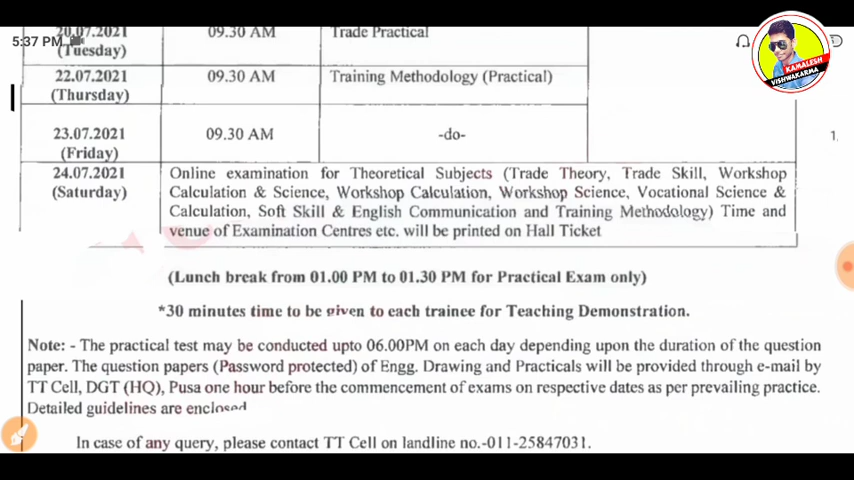 20.07.2021 09.30 AM Trade Practical
5:37 PM
(Tuesday)
KAMALESH
VISHWAKARMA
22.07.2021 09.30 AM Training Methodology (Practical)
(Thursday)
23.07.2021 09.30 AM -do-
1.
(Friday)
24.07.2021 Online examination for Theoretical Subjects (Trade Theory, Trade Skill, Workshop
(Saturday) Calculation & Science, Workshop Calculation, Workshop Science, Vocational Science &
Calculation, Soft Skill & English Communication and Training Methodology) Time and
venue of Examination Centres etc. will be printed on Hall Ticket
(Lunch break from 01.00 PM to 01.30 PM for Practical Exam only)
*30 minutes time to be given to each trainee for Teaching Demonstration.
Note: - The practical test may be conducted upto 06.00PM on each day depending upon the duration of the question
paper. The question papers (Password protected) of Engg. Drawing and Practicals will be provided through e-mail by
TT Cell, DGT (HQ), Pusa one hour before the commencement of exams on respective dates as per prevailing practice.
Detailed guidelines are enclosed
In case of any query, please contact TT Cell on landline no.-011-25847031.